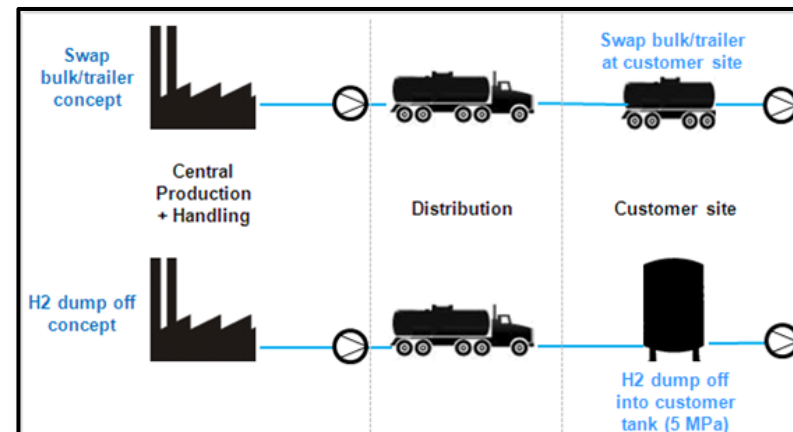 Swap
bulk/trailer
concept
Swap bulk/trailer
at customer site
Central
Production
+ Handling
Distribution
Customer site
H2 dump off
concept
H2 dump off
into customer
tank (5 MPa)